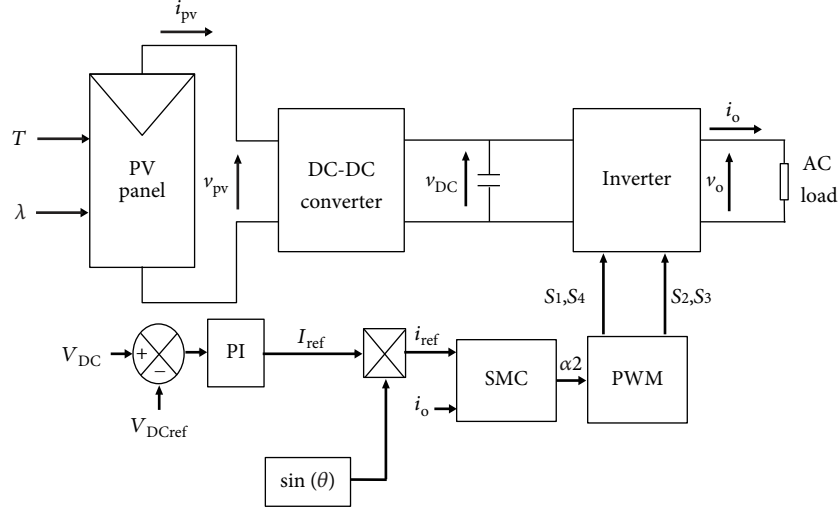 i_pv
T
λ
PV
panel
v_pv
DC-DC
converter
v_DC
Inverter
i_o
v_o
AC
load
S1,S4
S2,S3
V_DC
+
−
V_DCref
PI
I_ref
i_ref
i_o
SMC
α2
PWM
sin (θ)